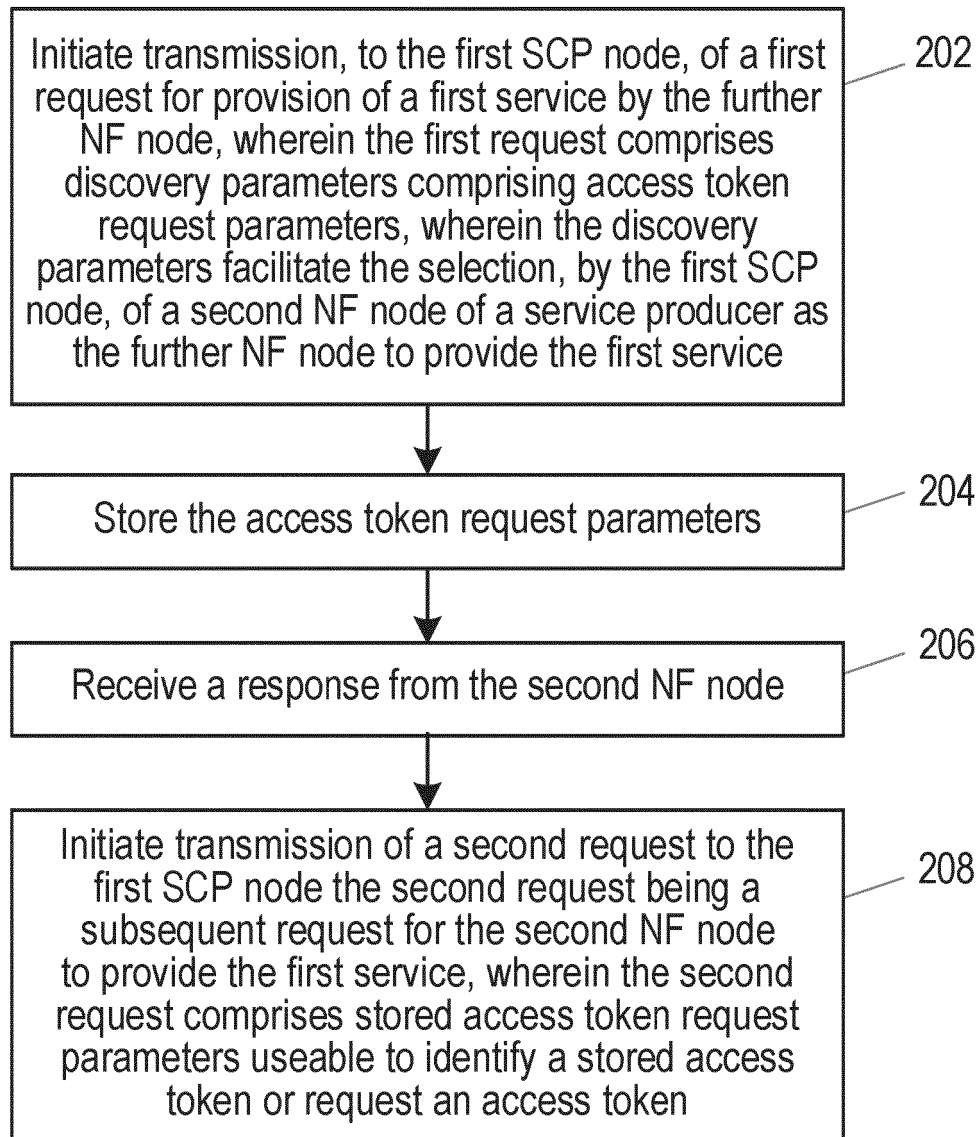 Initiate transmission, to the first SCP node, of a first
request for provision of a first service by the further
NF node, wherein the first request comprises
discovery parameters comprising access token
request parameters, wherein the discovery
parameters facilitate the selection, by the first SCP
node, of a second NF node of a service producer as
the further NF node to provide the first service
202
Store the access token request parameters
204
Receive a response from the second NF node
206
Initiate transmission of a second request to the
first SCP node the second request being a
subsequent request for the second NF node
to provide the first service, wherein the second
request comprises stored access token request
parameters useable to identify a stored access
token or request an access token
208